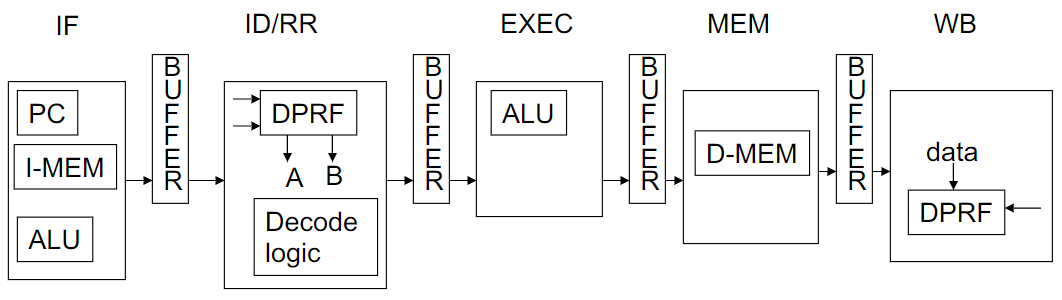 IF
ID/RR
EXEC
MEM
WB
PC
I-MEM
ALU
BUFFER
DPRF
A
B
Decode
logic
BUFFER
ALU
BUFFER
D-MEM
BUFFER
data
DPRF